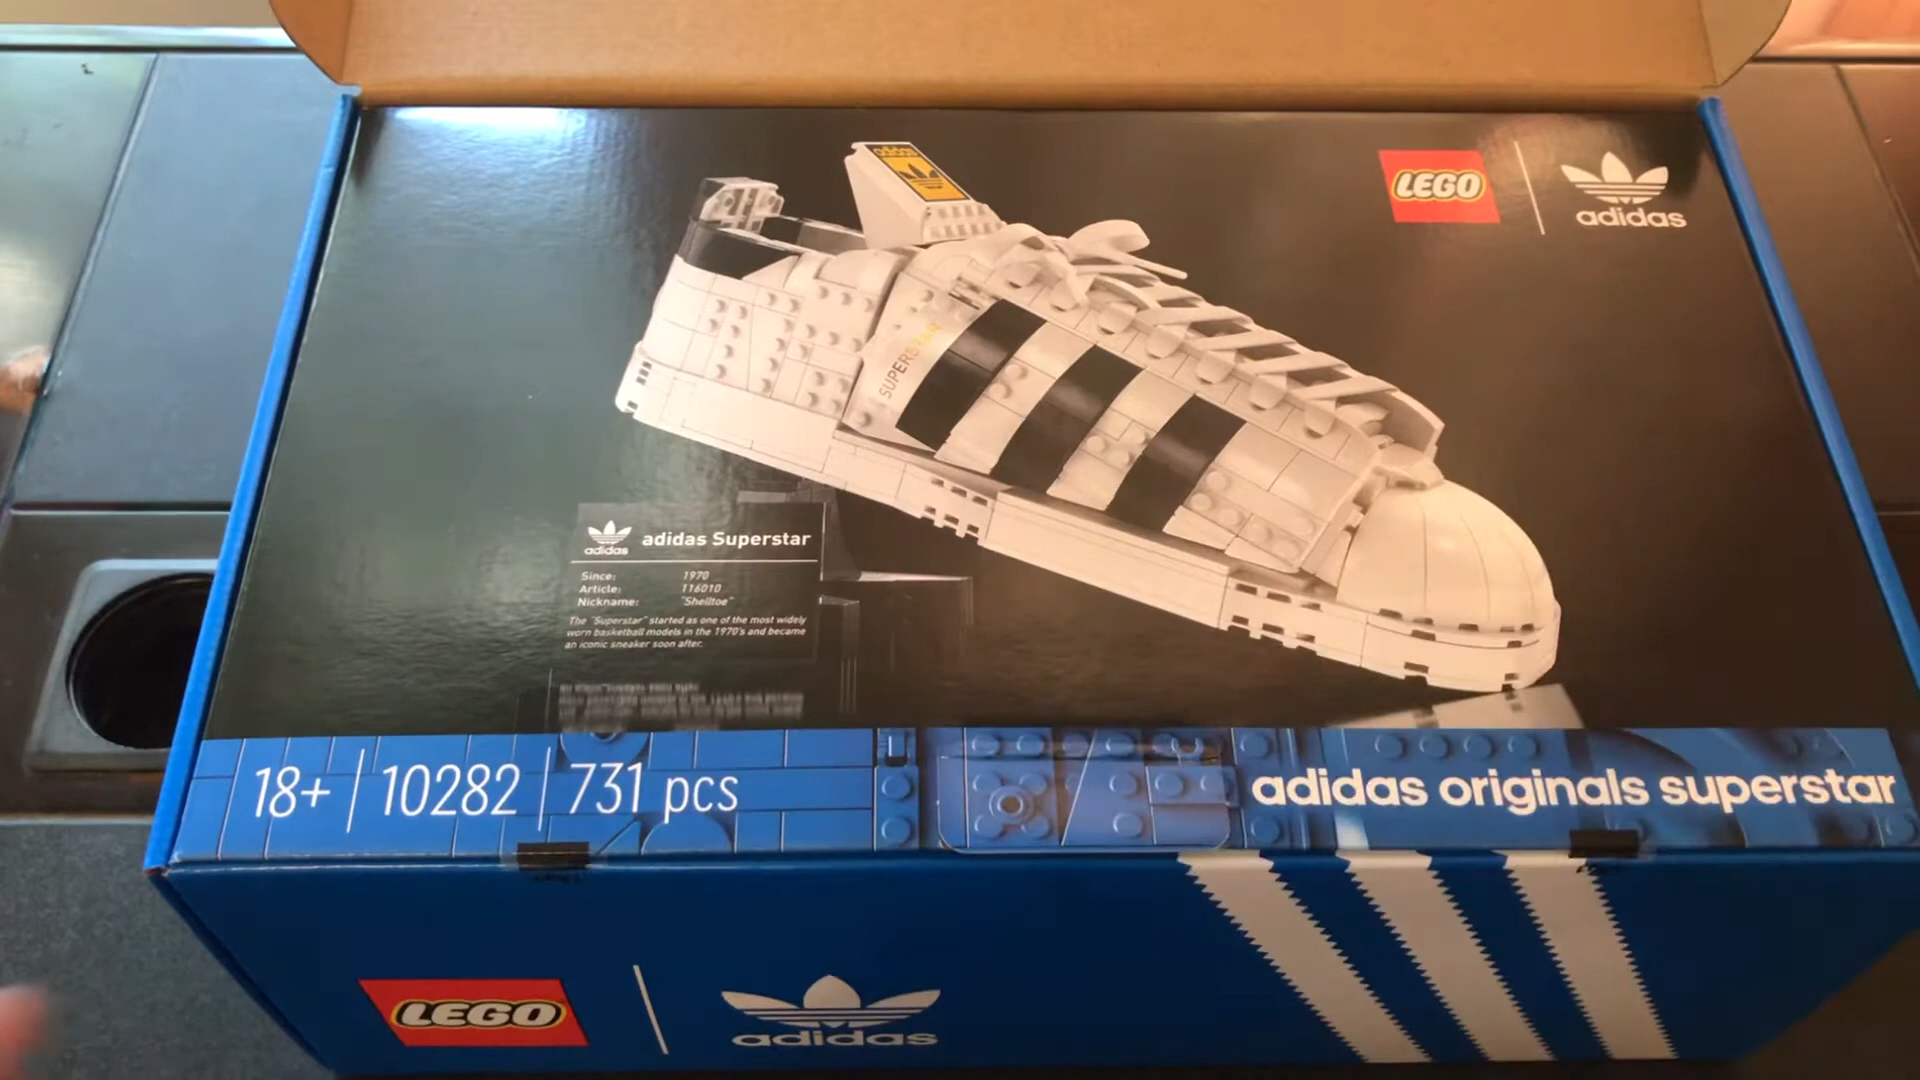 adidas
LEGO
adidas
SUPERSTAR
adidas
adidas Superstar
Since: 1970
Article: 116010
Nickname: "Shelltoe"
The "Superstar" started as one of the most widely
worn basketball models in the 1970's and became
an iconic sneaker soon after.
18+ 10282 731 pcs
adidas originals superstar
LEGO
adidas